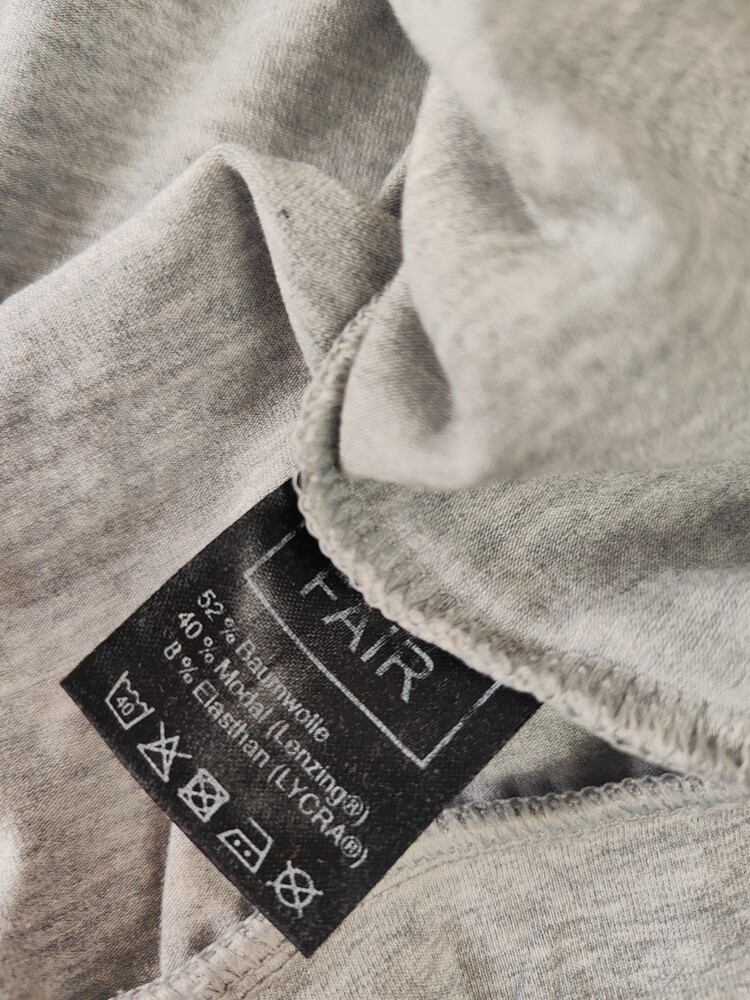 FAIR
52 % Baumwolle
40 % Modal (Lenzing®)
8 % Elasthan (LYCRA®)
40